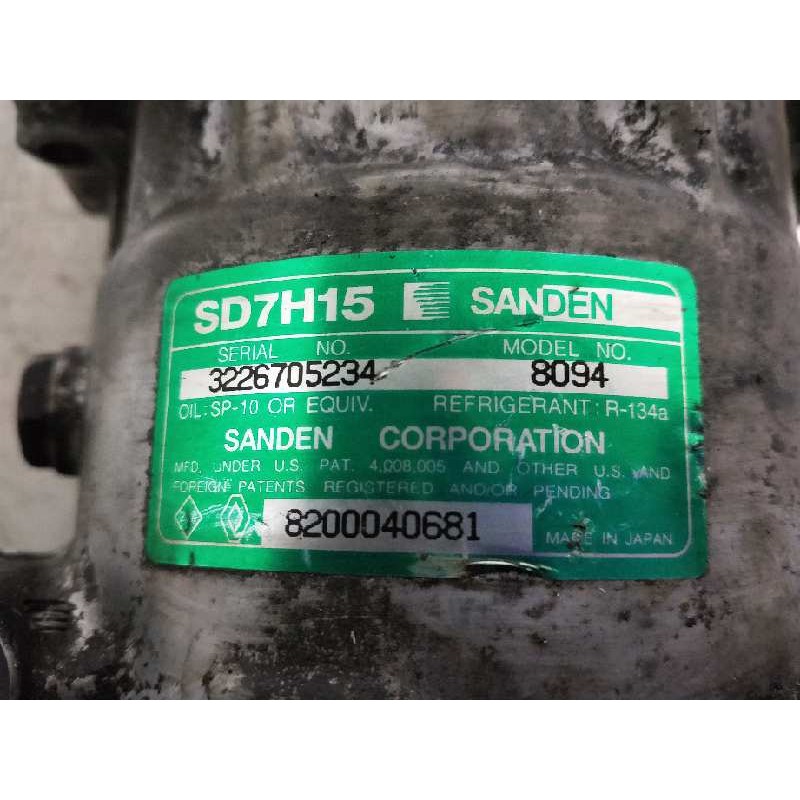 SD7H15 SANDEN
SERIAL NO. MODEL NO.
3226705234 8094
OIL: SP-10 OR EQUIV. REFRIGERANT: R-134a
SANDEN CORPORATION
MFD. UNDER U.S. PAT. 4,008,005 AND OTHER U.S. AND
FOREIGN PATENTS REGISTERED AND/OR PENDING
8200040681 MADE IN JAPAN